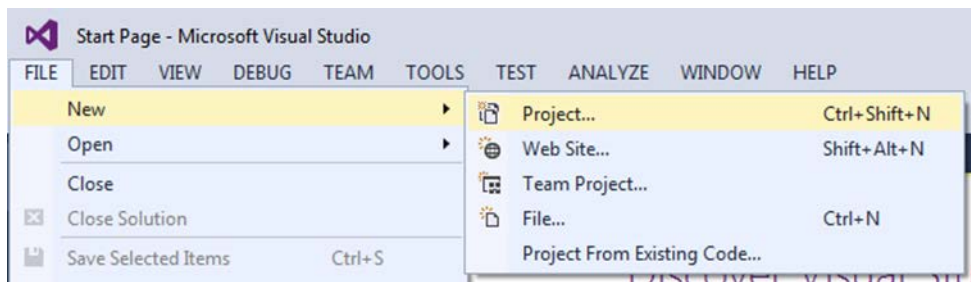 Start Page - Microsoft Visual Studio
FILE EDIT VIEW DEBUG TEAM TOOLS TEST ANALYZE WINDOW HELP
New
Open
Close
Close Solution
Save Selected Items Ctrl+S
Project... Ctrl+Shift+N
Web Site... Shift+Alt+N
Team Project...
File... Ctrl+N
Project From Existing Code...
Discover Visual